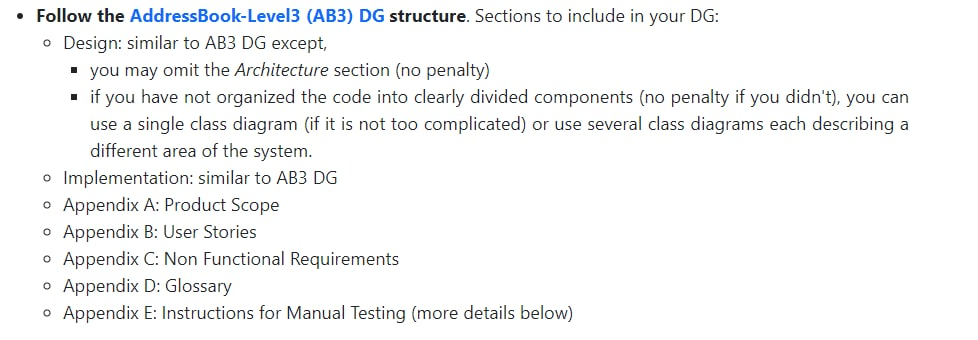 • Follow the AddressBook-Level3 (AB3) DG structure. Sections to include in your DG:
◦ Design: similar to AB3 DG except,
▪ you may omit the Architecture section (no penalty)
▪ if you have not organized the code into clearly divided components (no penalty if you didn't), you can
use a single class diagram (if it is not too complicated) or use several class diagrams each describing a
different area of the system.
◦ Implementation: similar to AB3 DG
◦ Appendix A: Product Scope
◦ Appendix B: User Stories
◦ Appendix C: Non Functional Requirements
◦ Appendix D: Glossary
◦ Appendix E: Instructions for Manual Testing (more details below)